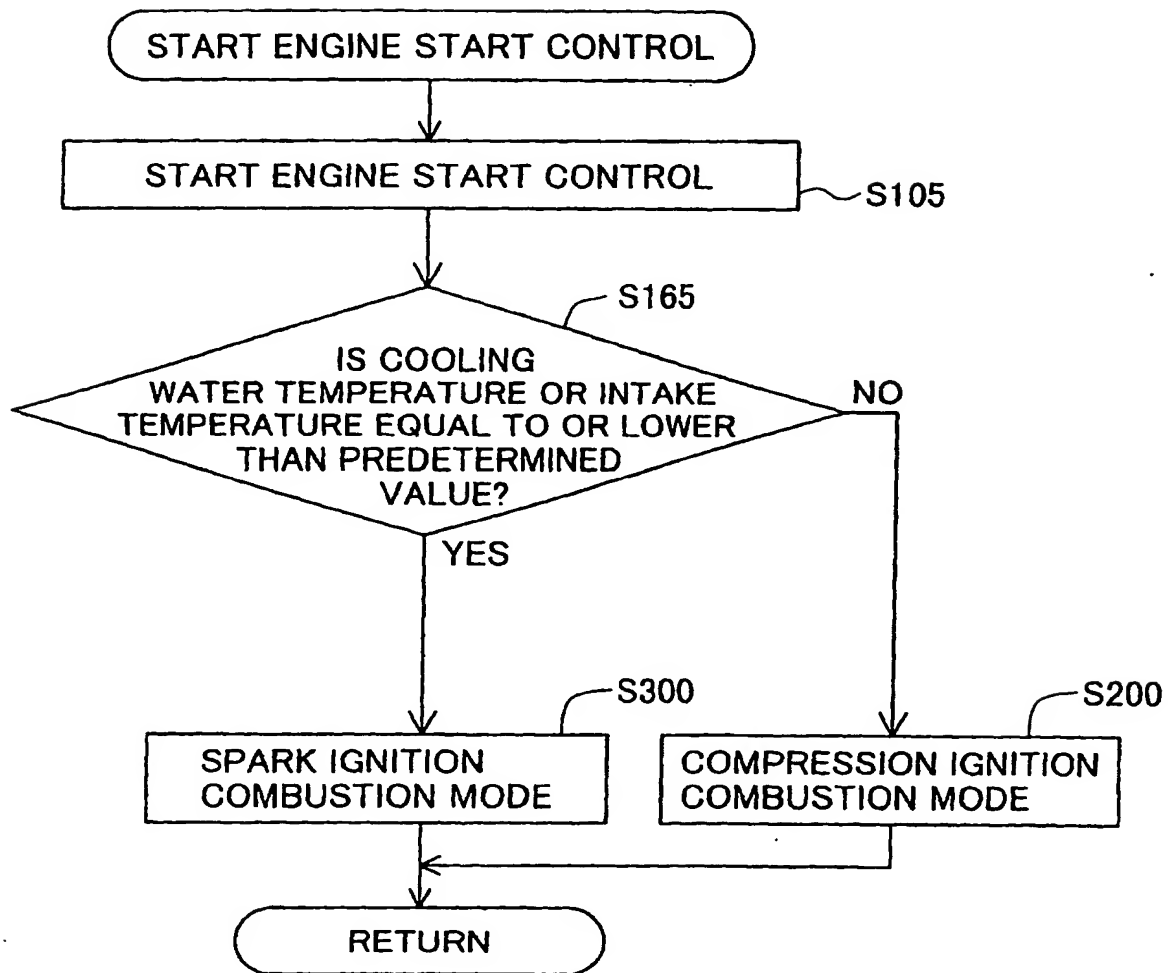 START ENGINE START CONTROL
START ENGINE START CONTROL
S105
S165
IS COOLING
WATER TEMPERATURE OR INTAKE
TEMPERATURE EQUAL TO OR LOWER
THAN PREDETERMINED
VALUE?
NO
YES
S300
SPARK IGNITION
COMBUSTION MODE
S200
COMPRESSION IGNITION
COMBUSTION MODE
RETURN